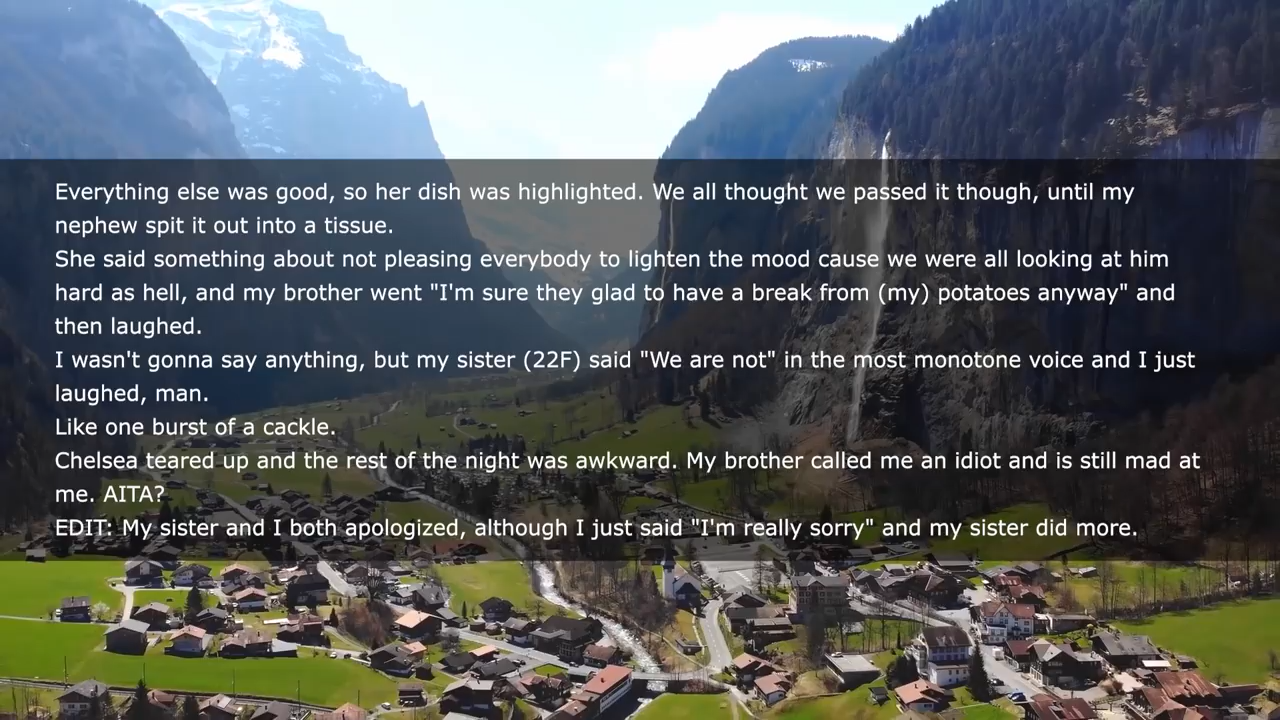 Everything else was good, so her dish was highlighted. We all thought we passed it though, until my
nephew spit it out into a tissue.
She said something about not pleasing everybody to lighten the mood cause we were all looking at him
hard as hell, and my brother went "I'm sure they glad to have a break from (my) potatoes anyway" and
then laughed.
I wasn't gonna say anything, but my sister (22F) said "We are not" in the most monotone voice and I just
laughed, man.
Like one burst of a cackle.
Chelsea teared up and the rest of the night was awkward. My brother called me an idiot and is still mad at
me. AITA?
EDIT: My sister and I both apologized, although I just said "I'm really sorry" and my sister did more.